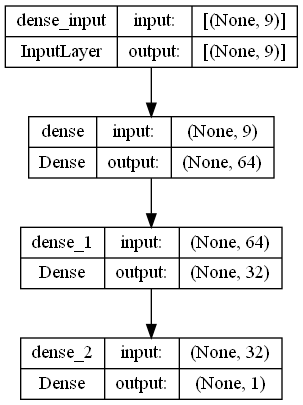 dense_input input: [(None, 9)]
InputLayer output: [(None, 9)]
dense input: (None, 9)
Dense output: (None, 64)
dense_1 input: (None, 64)
Dense output: (None, 32)
dense_2 input: (None, 32)
Dense output: (None, 1)